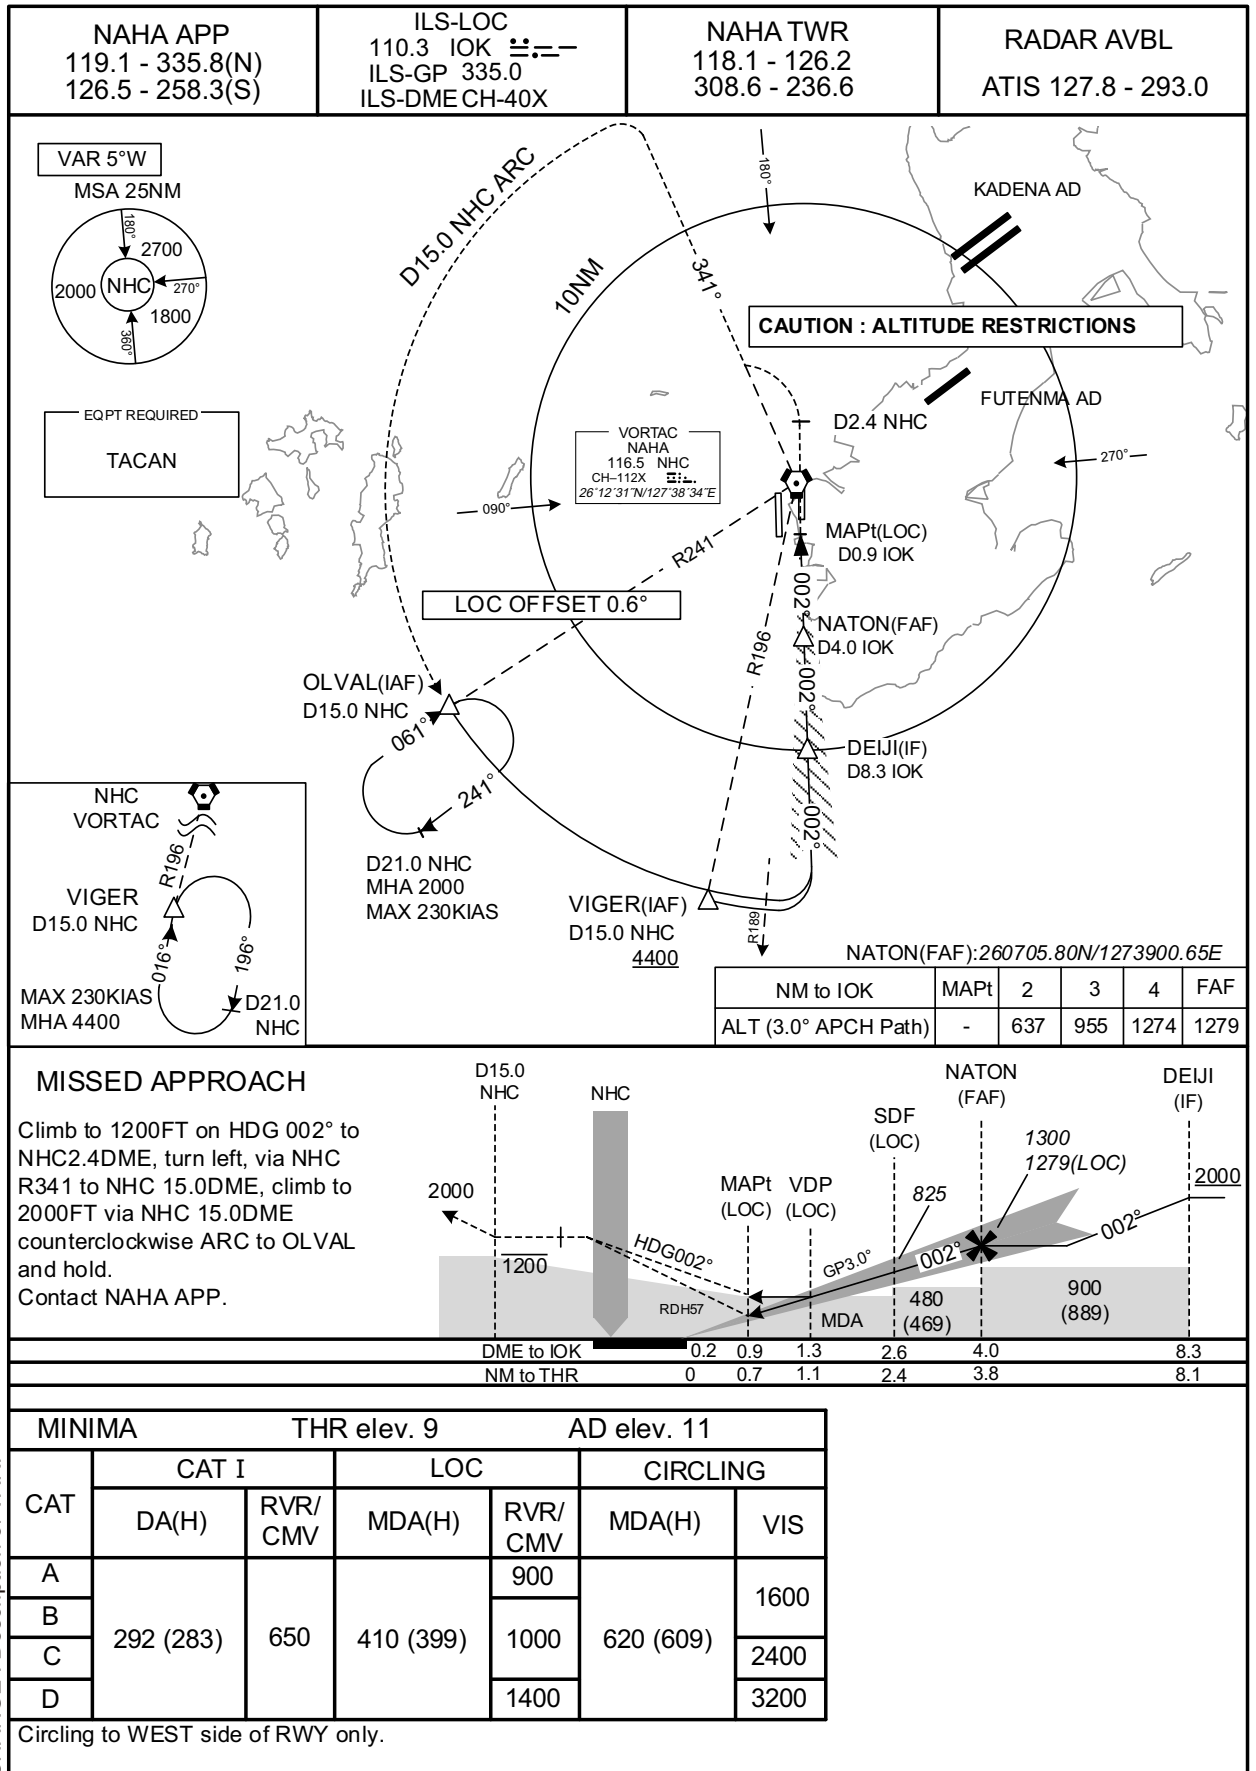 NAHA APP
119.1 - 335.8(N)
126.5 - 258.3(S)
ILS-LOC
110.3 IOK
ILS-GP 335.0
ILS-DME CH-40X
NAHA TWR
118.1 - 126.2
308.6 - 236.6
RADAR AVBL
ATIS 127.8 - 293.0
VAR 5°W
MSA 25NM
180°
2700
NHC
2000
270°
1800
360°
EQPT REQUIRED
TACAN
D15.0 NHC ARC
10NM
341°
180°
KADENA AD
CAUTION : ALTITUDE RESTRICTIONS
FUTENMA AD
D2.4 NHC
VORTAC
NAHA
116.5 NHC
CH–112X
26°12´31˝N/127°38´34˝E
270°
090°
MAPt(LOC)
D0.9 IOK
R241
002°
LOC OFFSET 0.6°
NATON(FAF)
D4.0 IOK
R196
002°
OLVAL(IAF)
D15.0 NHC
061°
241°
DEIJI(IF)
D8.3 IOK
002°
D21.0 NHC
MHA 2000
MAX 230KIAS
VIGER(IAF)
D15.0 NHC
4400
R189
NHC
VORTAC
R196
VIGER
D15.0 NHC
016°
196°
MAX 230KIAS
MHA 4400
D21.0
NHC
NATON(FAF):260705.80N/1273900.65E
NM to IOK MAPt 2 3 4 FAF
ALT (3.0° APCH Path) - 637 955 1274 1279
MISSED APPROACH
Climb to 1200FT on HDG 002° to
NHC2.4DME, turn left, via NHC
R341 to NHC 15.0DME, climb to
2000FT via NHC 15.0DME
counterclockwise ARC to OLVAL
and hold.
Contact NAHA APP.
D15.0
NHC
NHC
NATON
(FAF)
DEIJI
(IF)
SDF
(LOC)
1300
1279(LOC)
MAPt
(LOC)
VDP
(LOC)
825
2000
2000
HDG002°
GP3.0°
002°
002°
1200
RDH57
MDA
480
(469)
900
(889)
DME to IOK 0.2 0.9 1.3 2.6 4.0 8.3
NM to THR 0 0.7 1.1 2.4 3.8 8.1
MINIMA THR elev. 9 AD elev. 11
CAT CAT I LOC CIRCLING
DA(H) RVR/CMV MDA(H) RVR/CMV MDA(H) VIS
A 292 (283) 650 410 (399) 900 620 (609) 1600
B 1000
C 2400
D 1400 3200
Circling to WEST side of RWY only.